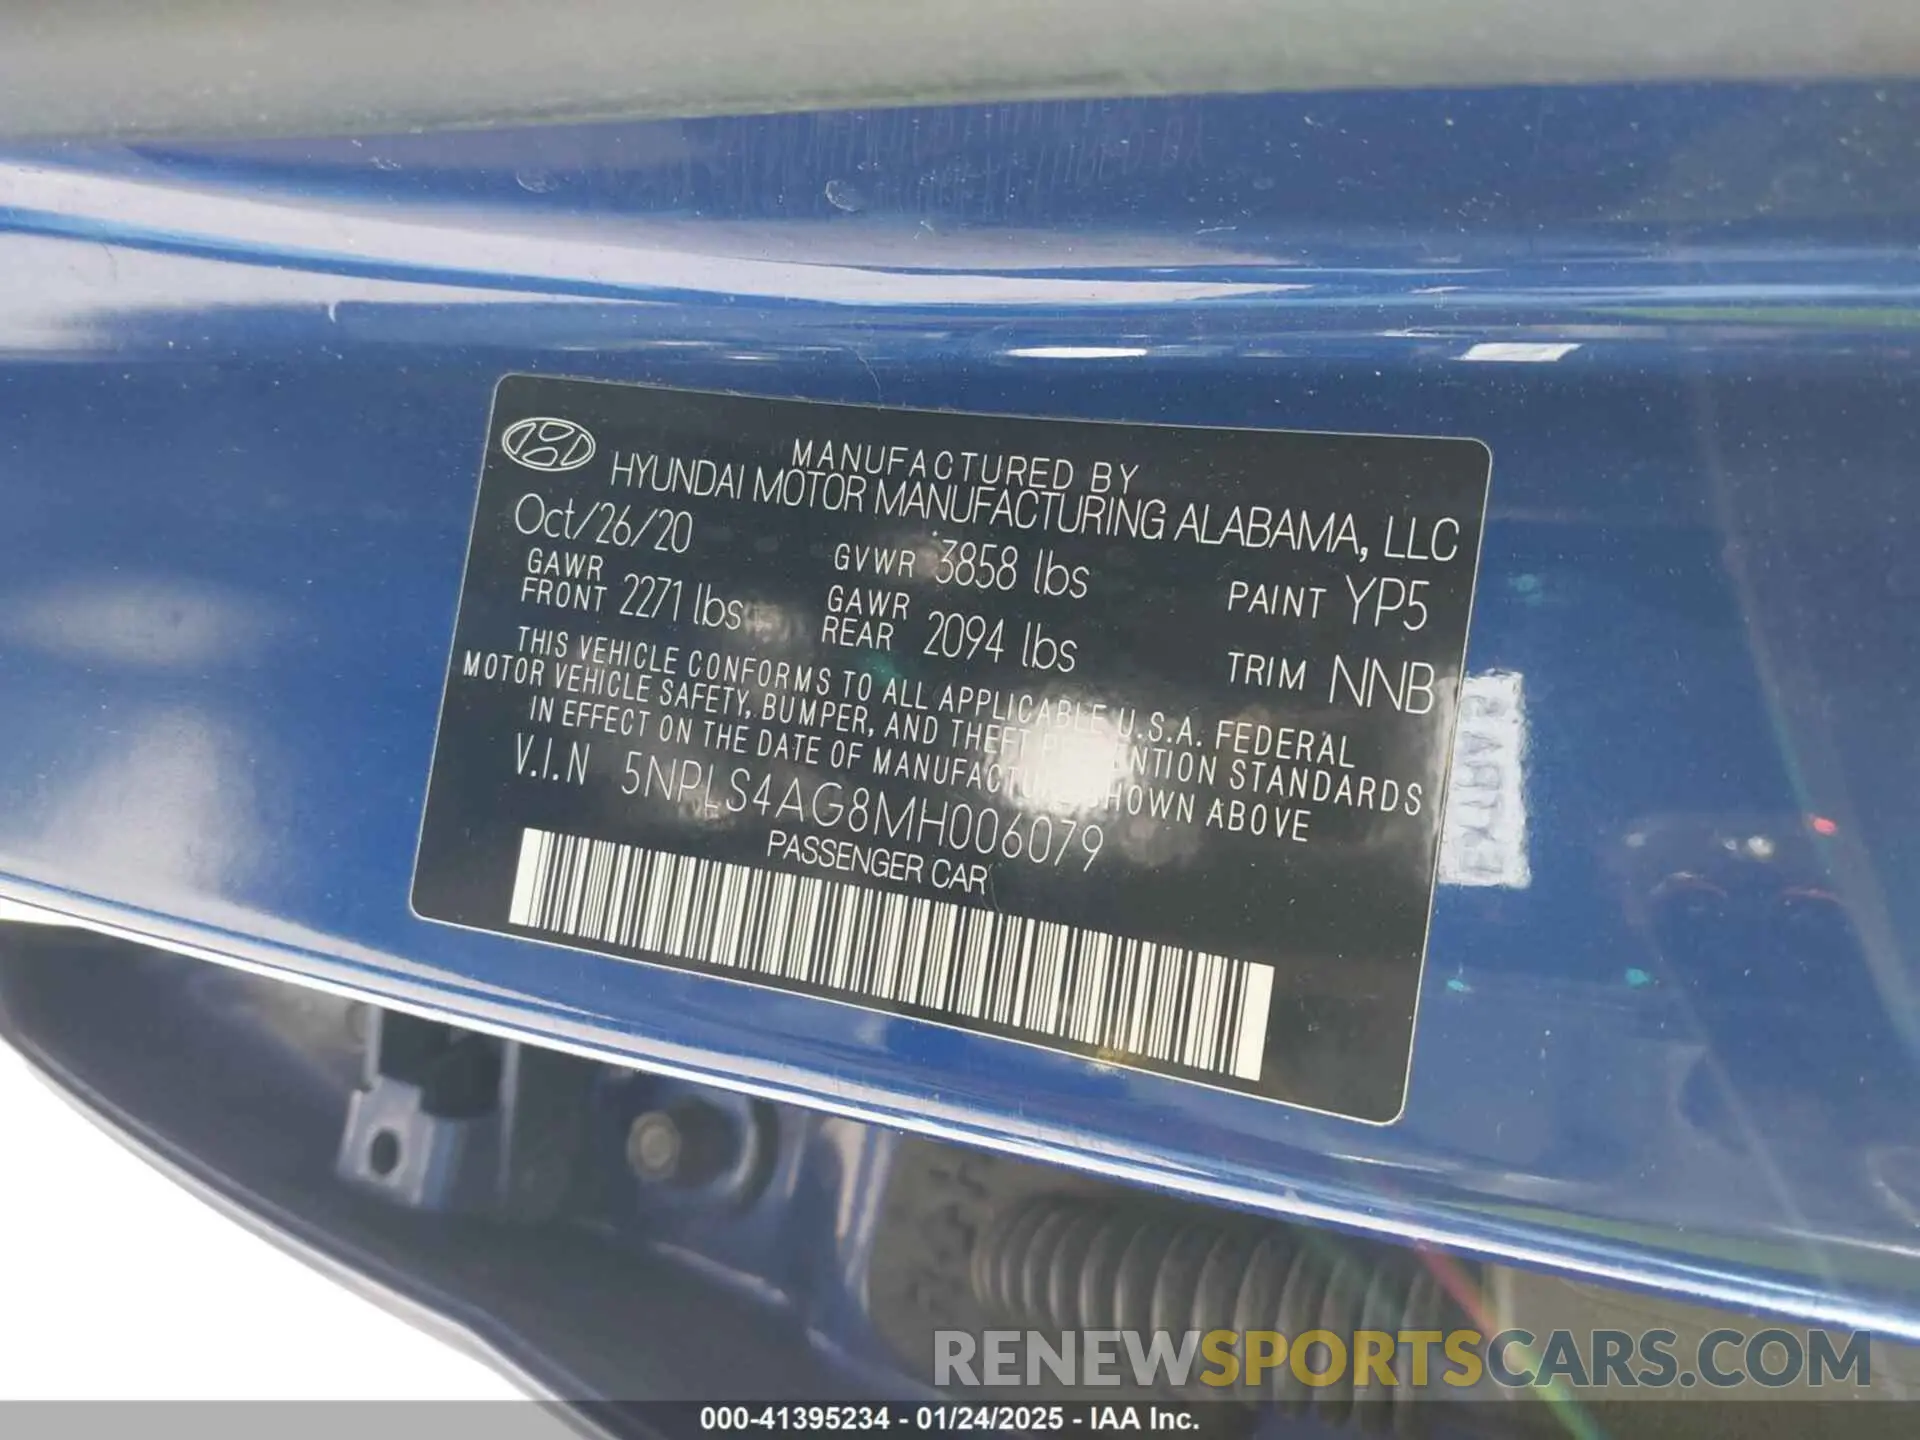 MANUFACTURED BY
HYUNDAI MOTOR MANUFACTURING ALABAMA, LLC
Oct/26/20 GVWR 3858 lbs PAINT YP5
GAWR FRONT 2271 lbs GAWR REAR 2094 lbs TRIM NNB
THIS VEHICLE CONFORMS TO ALL APPLICABLE U.S.A. FEDERAL
MOTOR VEHICLE SAFETY, BUMPER, AND THEFT PREVENTION STANDARDS
IN EFFECT ON THE DATE OF MANUFACTURE SHOWN ABOVE
V.I.N 5NPLS4AG8MH006079
PASSENGER CAR
RENEWSPORTSCARS.COM
000-41395234 - 01/24/2025 - IAA Inc.